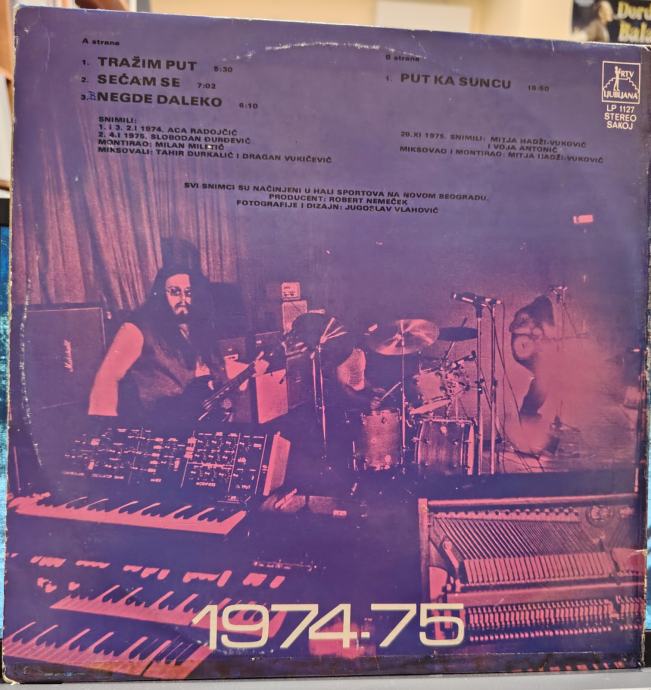 Đorđ
Bala
A strana
1. TRAŽIM PUT 5:30
2. SEĆAM SE 7:02
3. NEGDE DALEKO 6:10
SNIMILI:
1. I 3. 2.I 1974. ACA RADOJČIĆ
2. 4.I 1975. SLOBODAN ĐURĐEVIĆ
MONTIRAO: MILAN MILETIĆ
MIKSOVALI: TAHIR DURKALIĆ I DRAGAN VUKIČEVIĆ
B strana
1. PUT KA SUNCU 18:50
29.XI 1975. SNIMILI: MITJA HADŽI-VUKOVIĆ
I VOJA ANTONIĆ
MIKSOVAO I MONTIRAO: MITJA HADŽI-VUKOVIĆ
RTV
LJUBLJANA
LP 1127
STEREO
SAKOJ
SVI SNIMCI SU NAČINJENI U HALI SPORTOVA NA NOVOM BEOGRADU.
PRODUCENT: ROBERT NEMEČEK
FOTOGRAFIJE I DIZAJN: JUGOSLAV VLAHOVIĆ
Marshall
1974-75